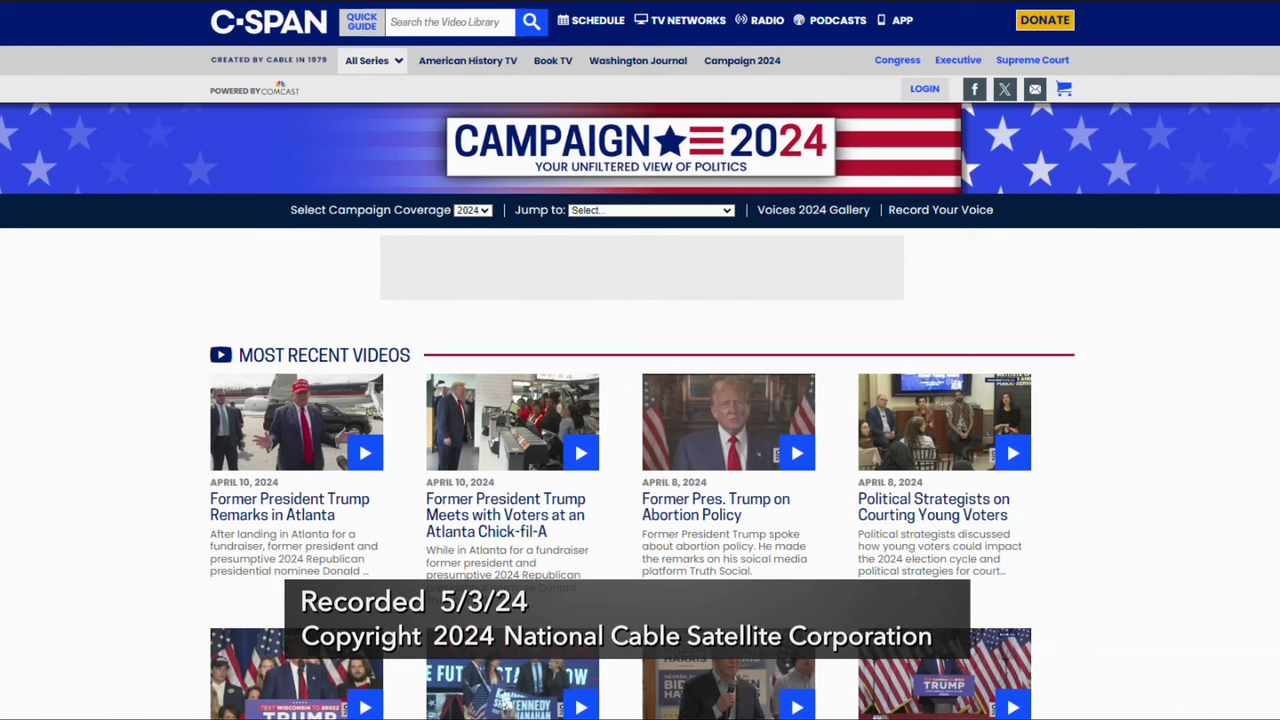 C-SPAN
QUICK GUIDE
Search the Video Library
SCHEDULE
TV NETWORKS
RADIO
PODCASTS
APP
DONATE
CREATED BY CABLE IN 1979
All Series
American History TV
Book TV
Washington Journal
Campaign 2024
Congress
Executive
Supreme Court
POWERED BY COMCAST
LOGIN
CAMPAIGN 2024
YOUR UNFILTERED VIEW OF POLITICS
Select Campaign Coverage 2024 | Jump to: Select... | Voices 2024 Gallery | Record Your Voice
MOST RECENT VIDEOS
APRIL 10, 2024
Former President Trump
Remarks in Atlanta
After landing in Atlanta for a
fundraiser, former president and
presumptive 2024 Republican
presidential nominee Donald ...
APRIL 10, 2024
Former President Trump
Meets with Voters at an
Atlanta Chick-fil-A
While in Atlanta for a fundraiser
former president and
presumptive 2024 Republican
APRIL 8, 2024
Former Pres. Trump on
Abortion Policy
Former President Trump spoke
about abortion policy. He made
the remarks on his soical media
platform Truth Social.
APRIL 8, 2024
Political Strategists on
Courting Young Voters
Political strategists discussed
how young voters could impact
the 2024 election cycle and
political strategies for court...
Recorded 5/3/24
Copyright 2024 National Cable Satellite Corporation
TEXT WISCONSIN TO 88022
TRUMP
KENNEDY
TRUMP